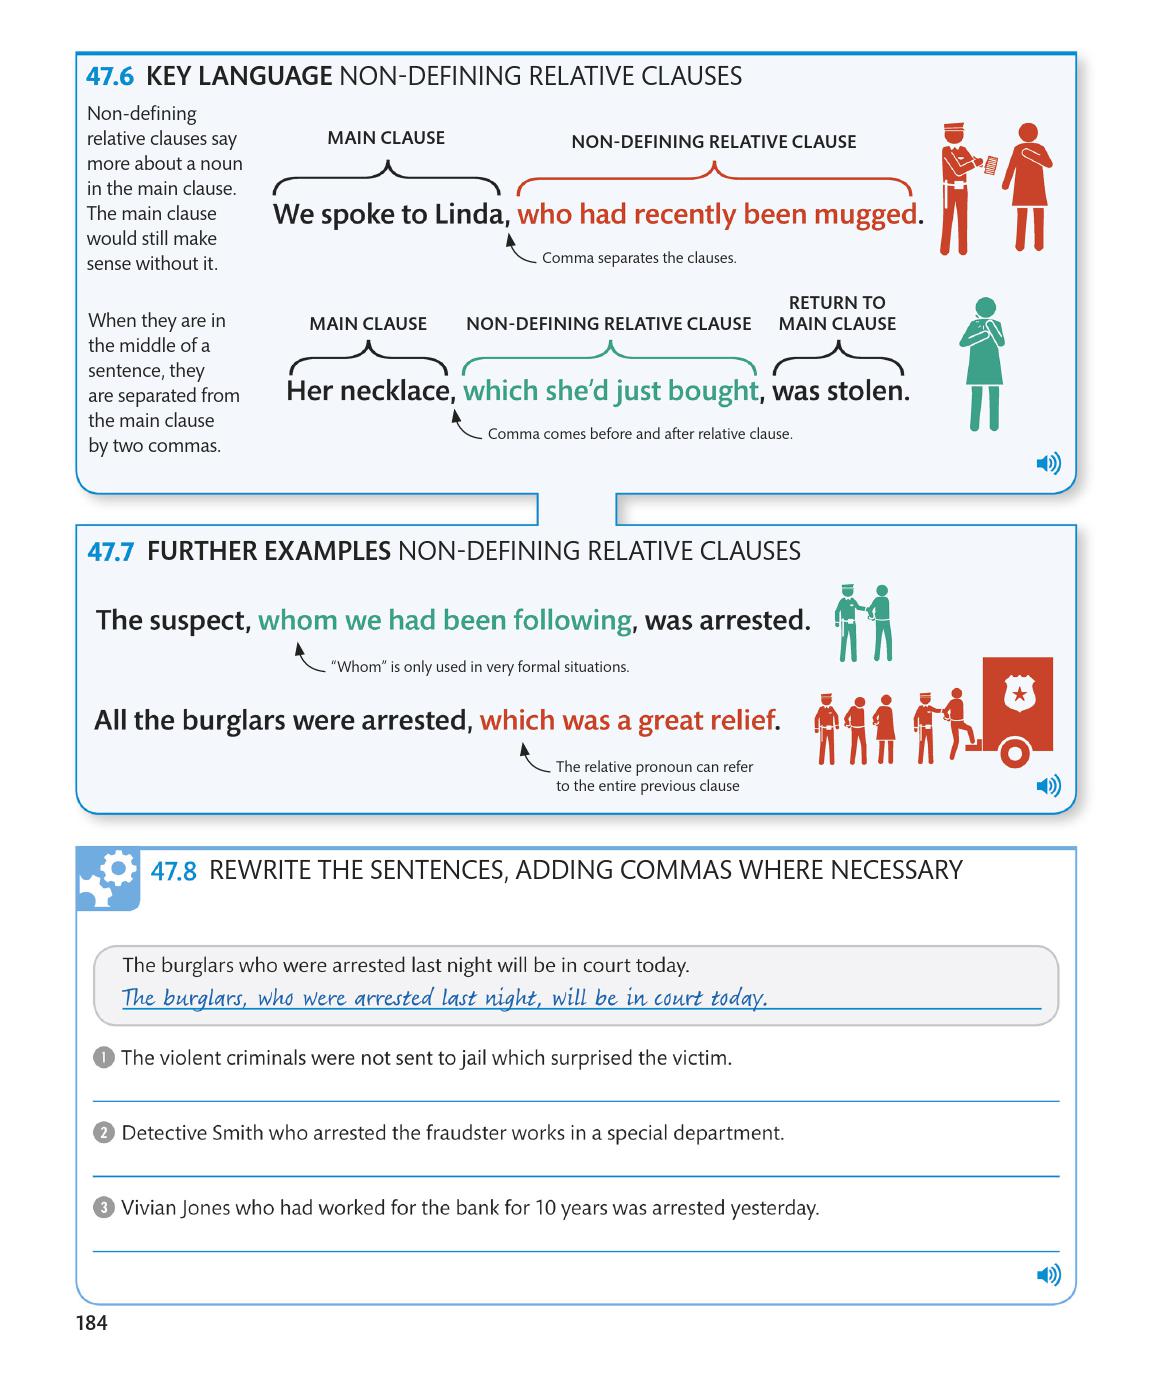 47.6 KEY LANGUAGE NON-DEFINING RELATIVE CLAUSES
Non-defining
relative clauses say
more about a noun
in the main clause.
The main clause
would still make
sense without it.
MAIN CLAUSE
NON-DEFINING RELATIVE CLAUSE
We spoke to Linda, who had recently been mugged.
Comma separates the clauses.
When they are in
the middle of a
sentence, they
are separated from
the main clause
by two commas.
MAIN CLAUSE
NON-DEFINING RELATIVE CLAUSE
RETURN TO
MAIN CLAUSE
Her necklace, which she’d just bought, was stolen.
Comma comes before and after relative clause.
47.7 FURTHER EXAMPLES NON-DEFINING RELATIVE CLAUSES
The suspect, whom we had been following, was arrested.
“Whom” is only used in very formal situations.
All the burglars were arrested, which was a great relief.
The relative pronoun can refer
to the entire previous clause
47.8 REWRITE THE SENTENCES, ADDING COMMAS WHERE NECESSARY
The burglars who were arrested last night will be in court today.
The burglars, who were arrested last night, will be in court today.
1 The violent criminals were not sent to jail which surprised the victim.
2 Detective Smith who arrested the fraudster works in a special department.
3 Vivian Jones who had worked for the bank for 10 years was arrested yesterday.
184